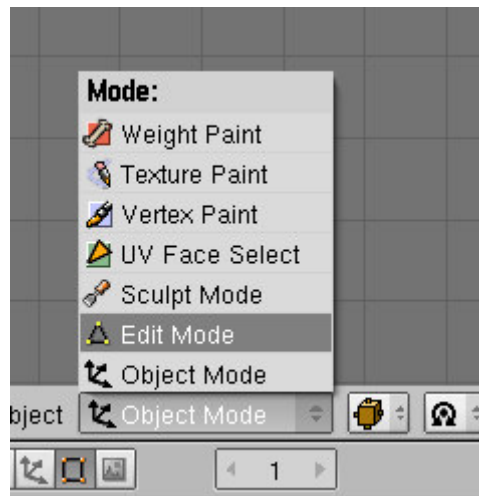 Mode:
Weight Paint
Texture Paint
Vertex Paint
UV Face Select
Sculpt Mode
Edit Mode
Object Mode
bject Object Mode
1